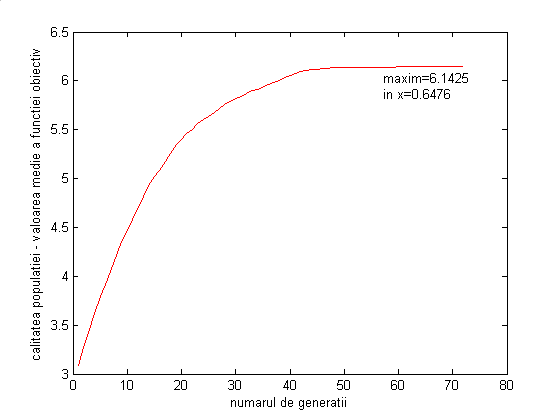 6.5
6
5.5
5
4.5
4
3.5
3
0 10 20 30 40 50 60 70 80
calitatea populatiei - valoarea medie a functiei obiectiv
maxim=6.1425
in x=0.6476
numarul de generatii